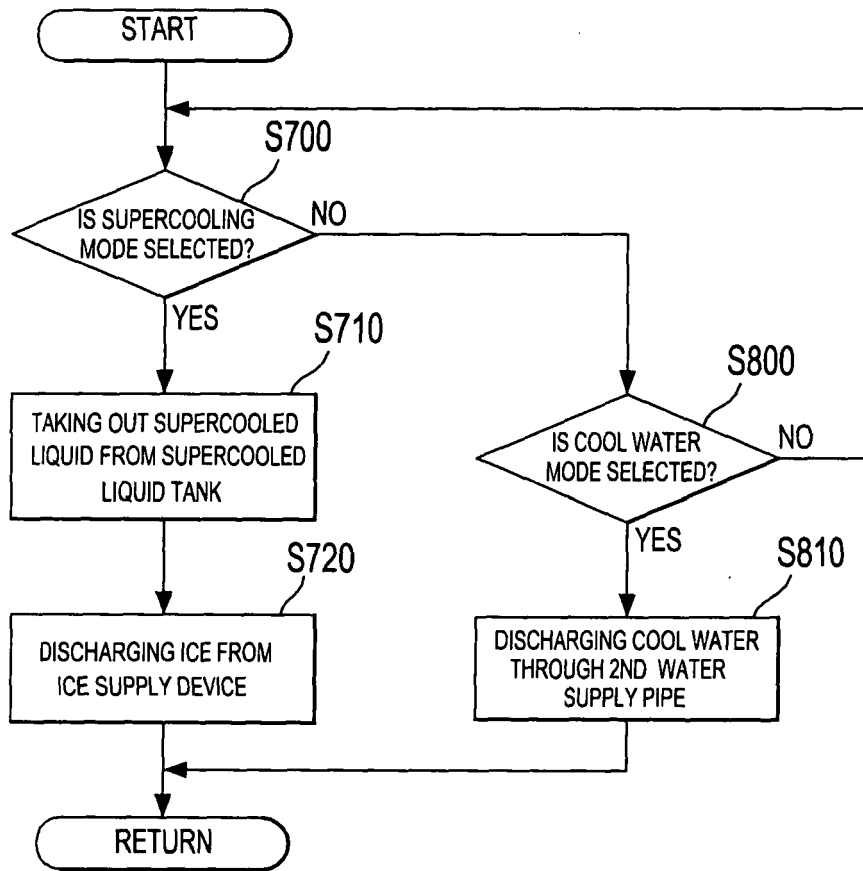 START
S700
IS SUPERCOOLING
MODE SELECTED?
NO
YES
S710
TAKING OUT SUPERCOOLED
LIQUID FROM SUPERCOOLED
LIQUID TANK
S720
DISCHARGING ICE FROM
ICE SUPPLY DEVICE
S800
IS COOL WATER
MODE SELECTED?
NO
YES
S810
DISCHARGING COOL WATER
THROUGH 2ND WATER
SUPPLY PIPE
RETURN